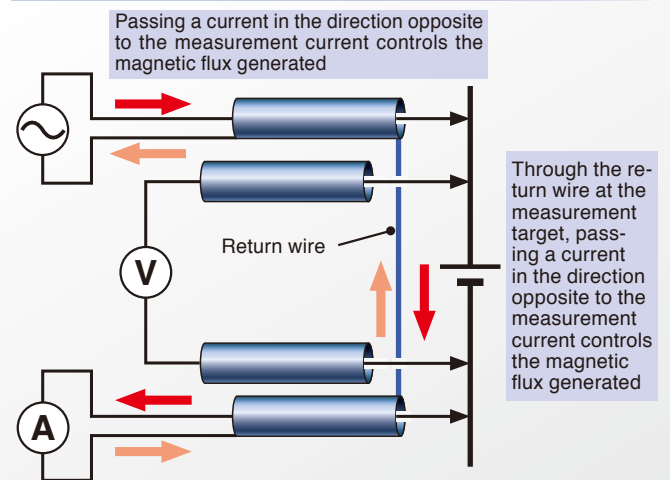 Passing a current in the direction opposite
to the measurement current controls the
magnetic flux generated
Through the re-
turn wire at the
measurement
target, pass-
ing a current
in the direction
opposite to the
measurement
current controls
the magnetic
flux generated
Return wire
V
A